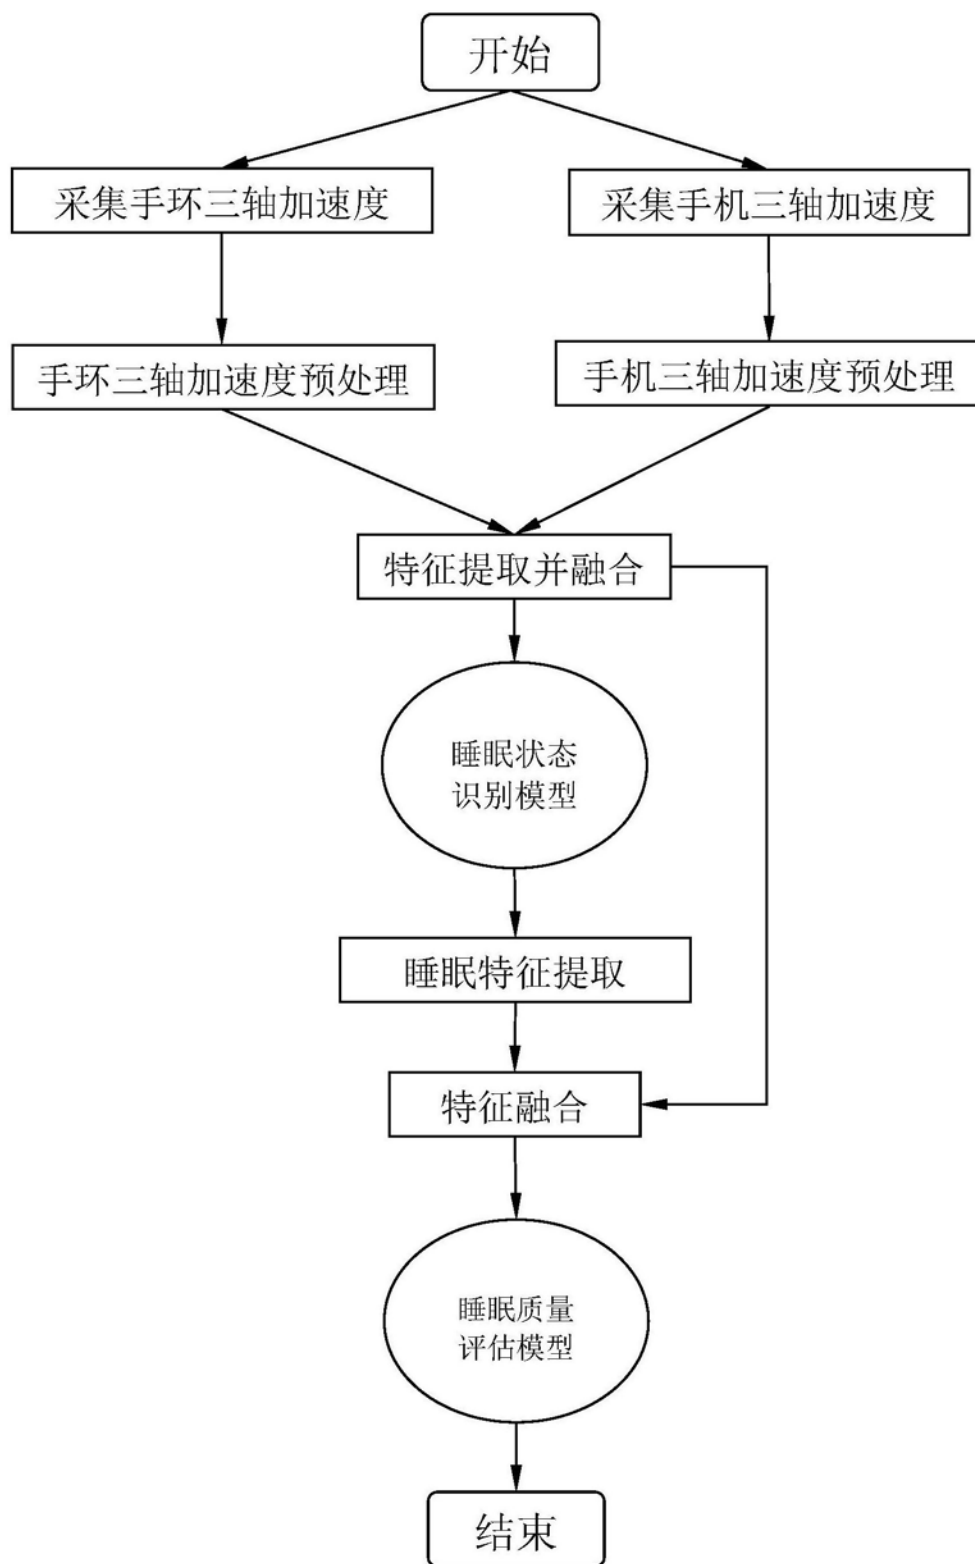 开始
采集手环三轴加速度
采集手机三轴加速度
手环三轴加速度预处理
手机三轴加速度预处理
特征提取并融合
睡眠状态
识别模型
睡眠特征提取
特征融合
睡眠质量
评估模型
结束